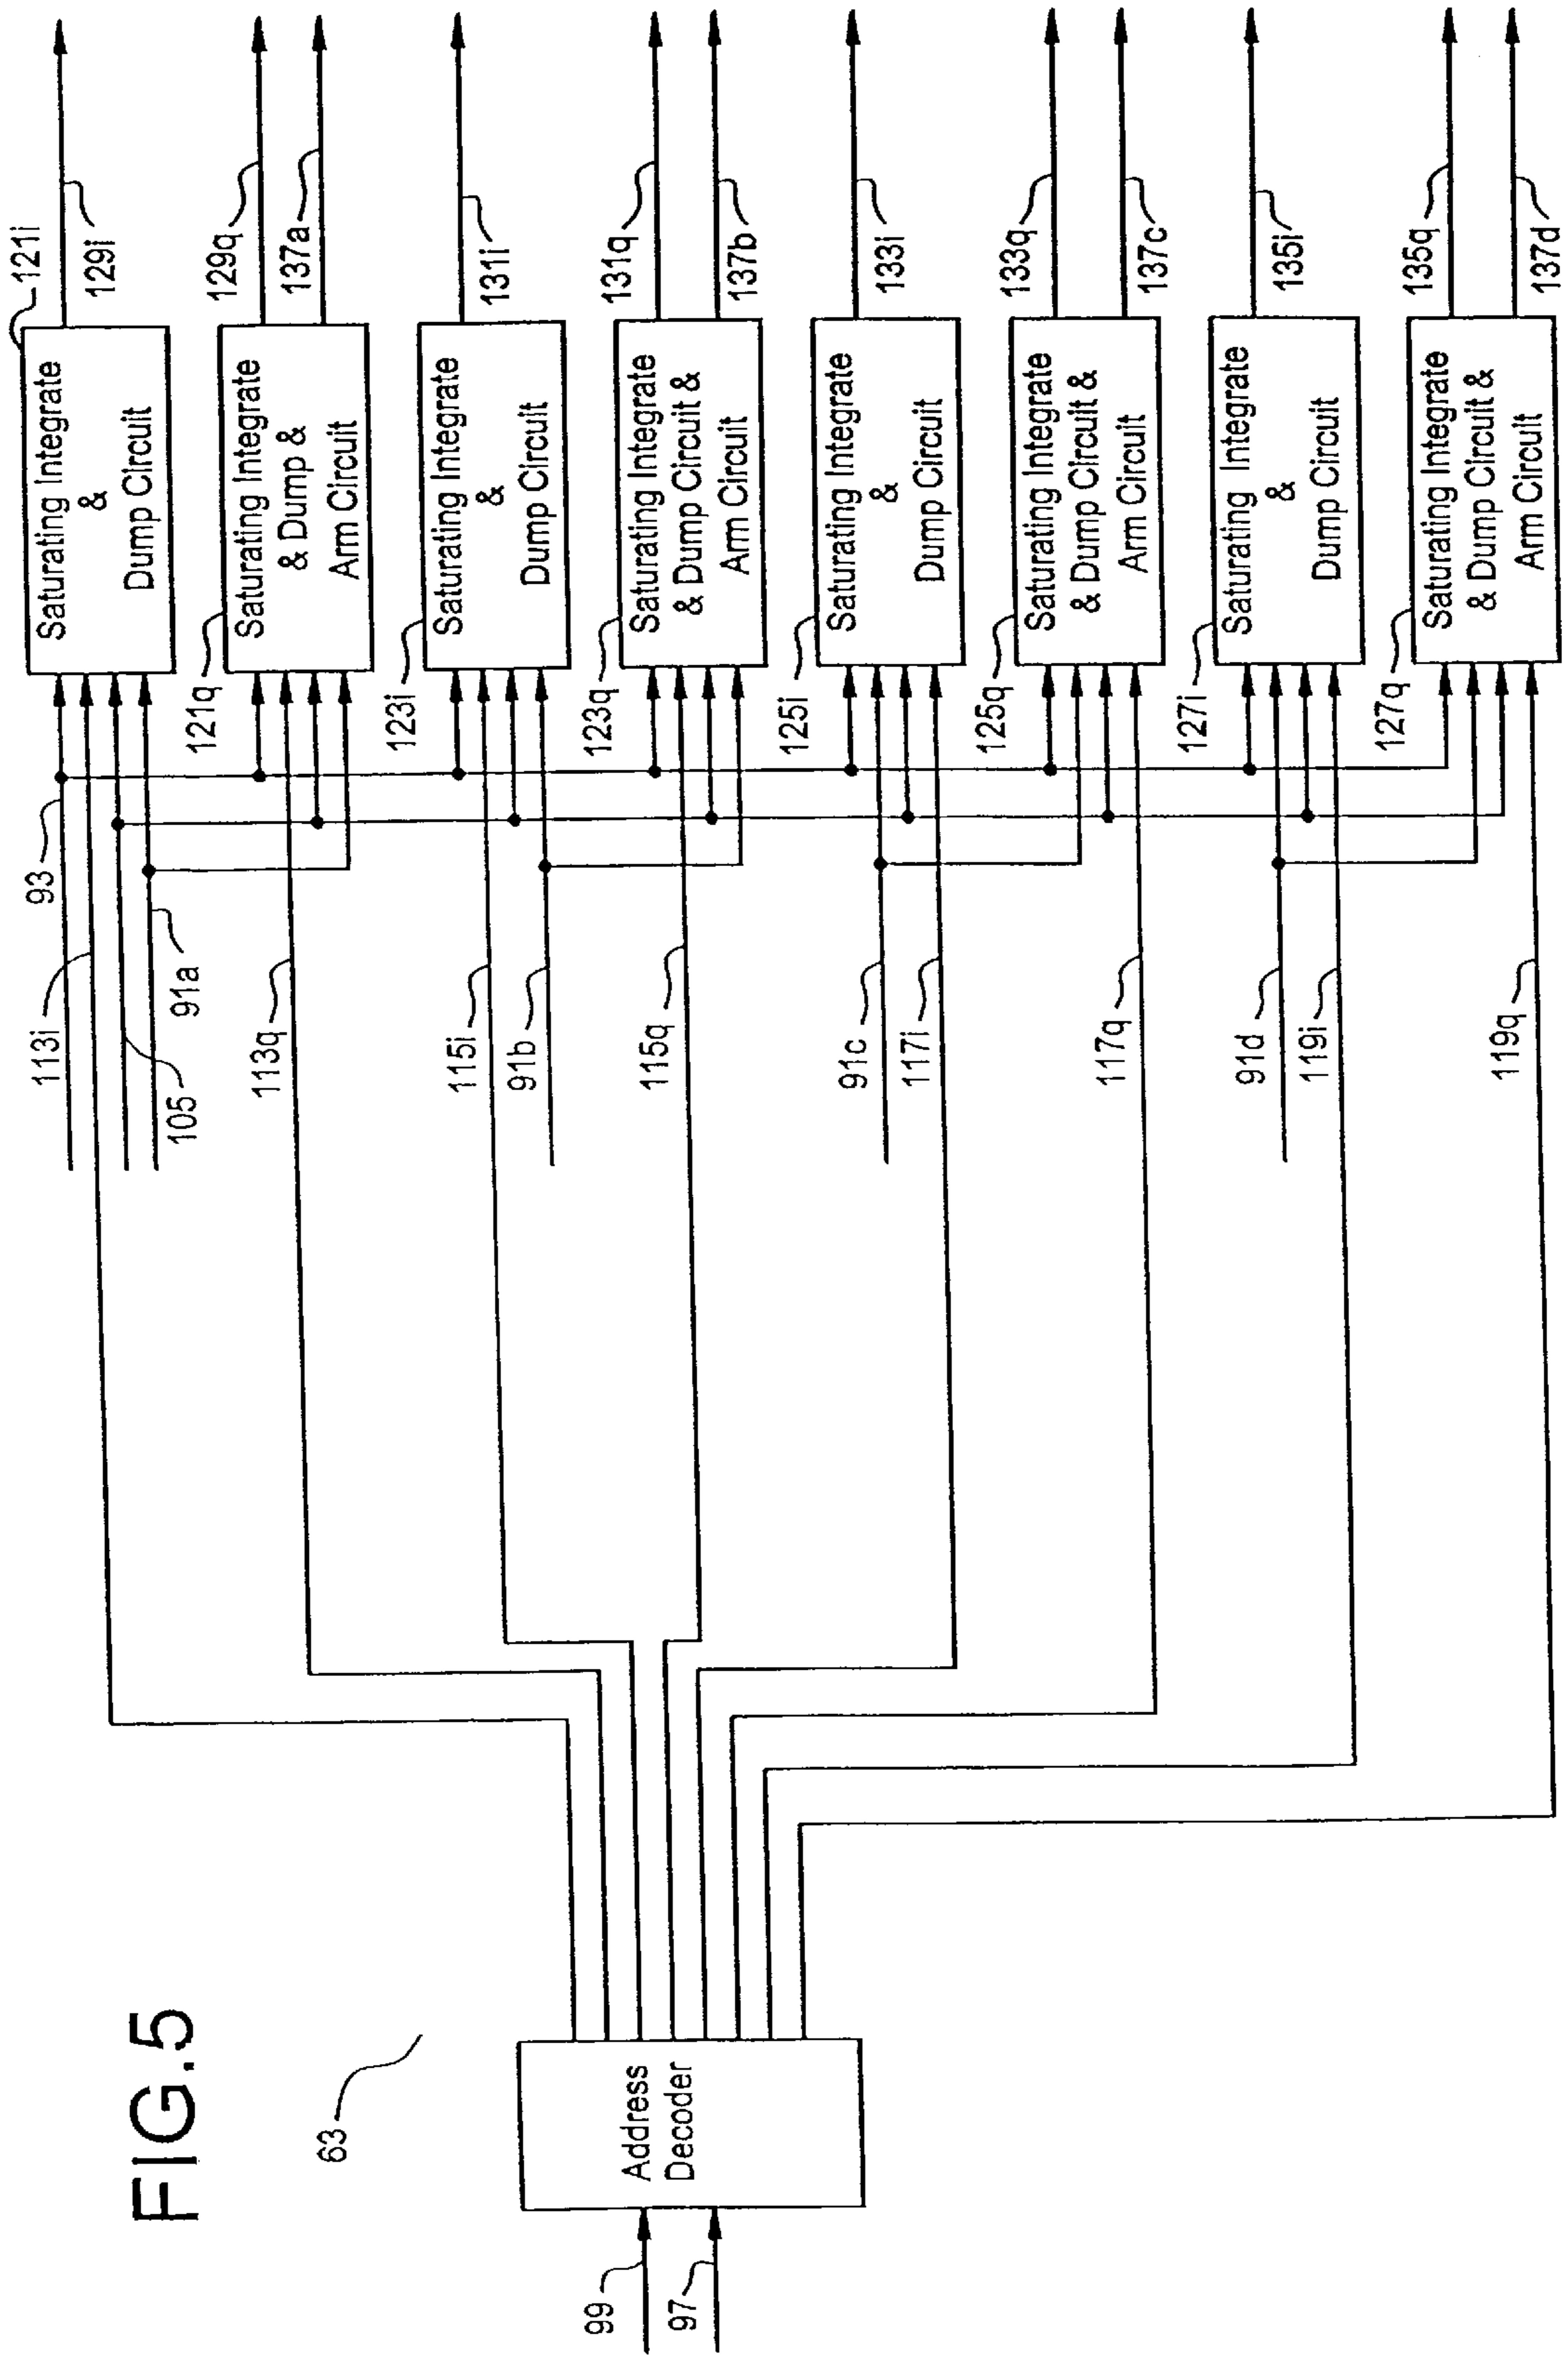 FIG.5
63
99
97
Address
Decoder
93
113i
105
91a
113q
115i
91b
115q
91c
117i
117q
91d
119i
119q
121i
Saturating Integrate
&
Dump Circuit
129i
121q
Saturating Integrate
& Dump &
Arm Circuit
129q
137a
123i
Saturating Integrate
&
Dump Circuit
131i
123q
Saturating Integrate
& Dump Circuit &
Arm Circuit
131q
137b
125i
Saturating Integrate
&
Dump Circuit
133i
125q
Saturating Integrate
& Dump Circuit &
Arm Circuit
133q
137c
127i
Saturating Integrate
&
Dump Circuit
135i
127q
Saturating Integrate
& Dump Circuit &
Arm Circuit
135q
137d